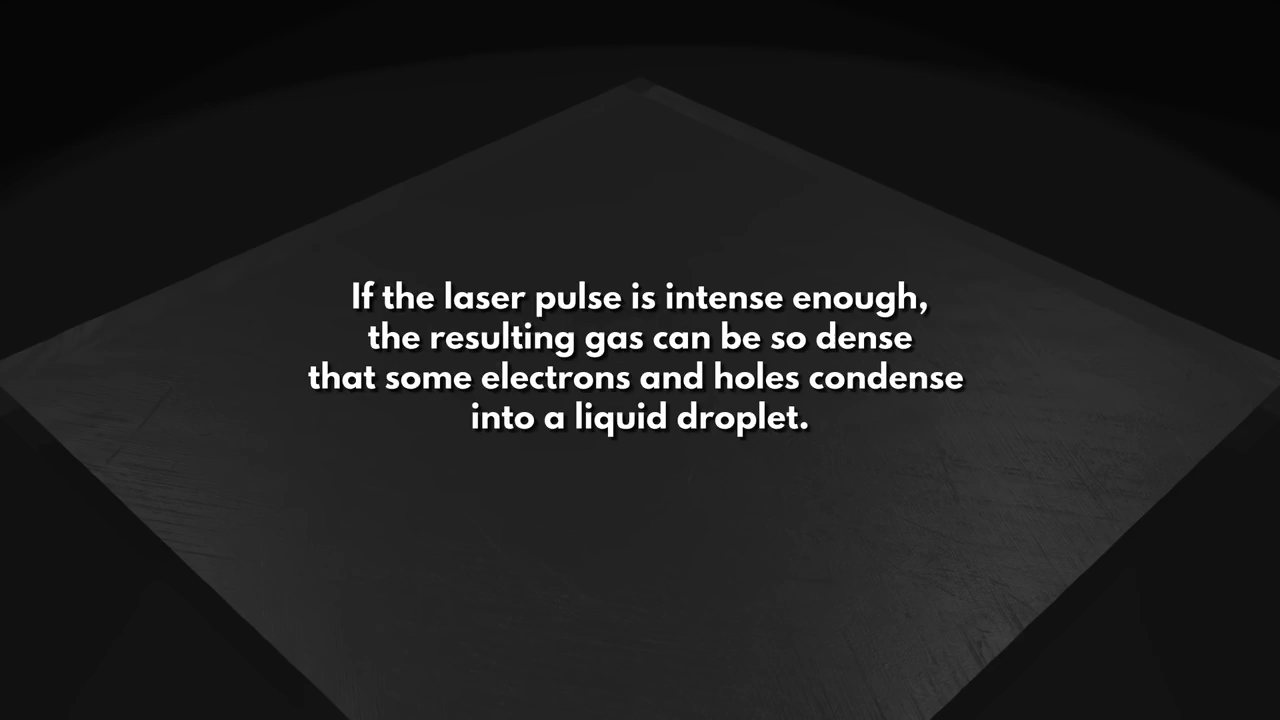 If the laser pulse is intense enough,
the resulting gas can be so dense
that some electrons and holes condense
into a liquid droplet.